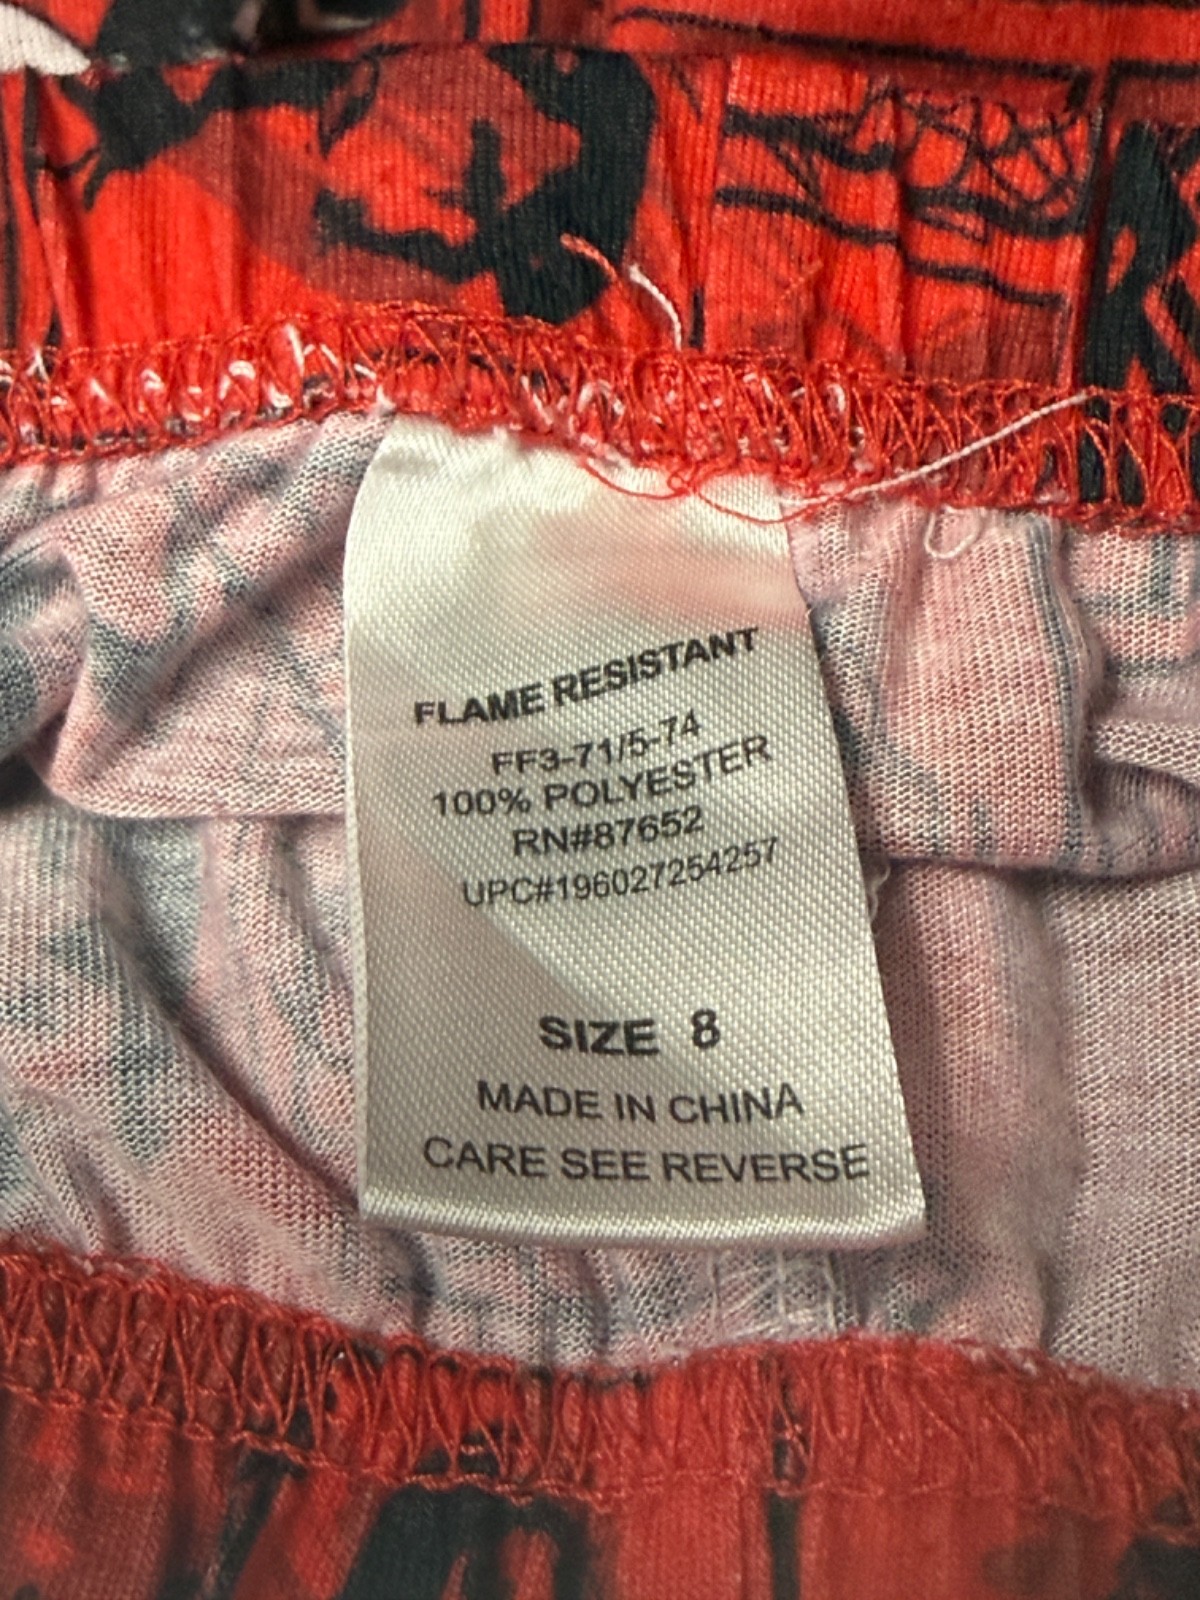 FLAME RESISTANT
FF3-71/5-74
100% POLYESTER
RN#87652
UPC#196027254257
SIZE 8
MADE IN CHINA
CARE SEE REVERSE